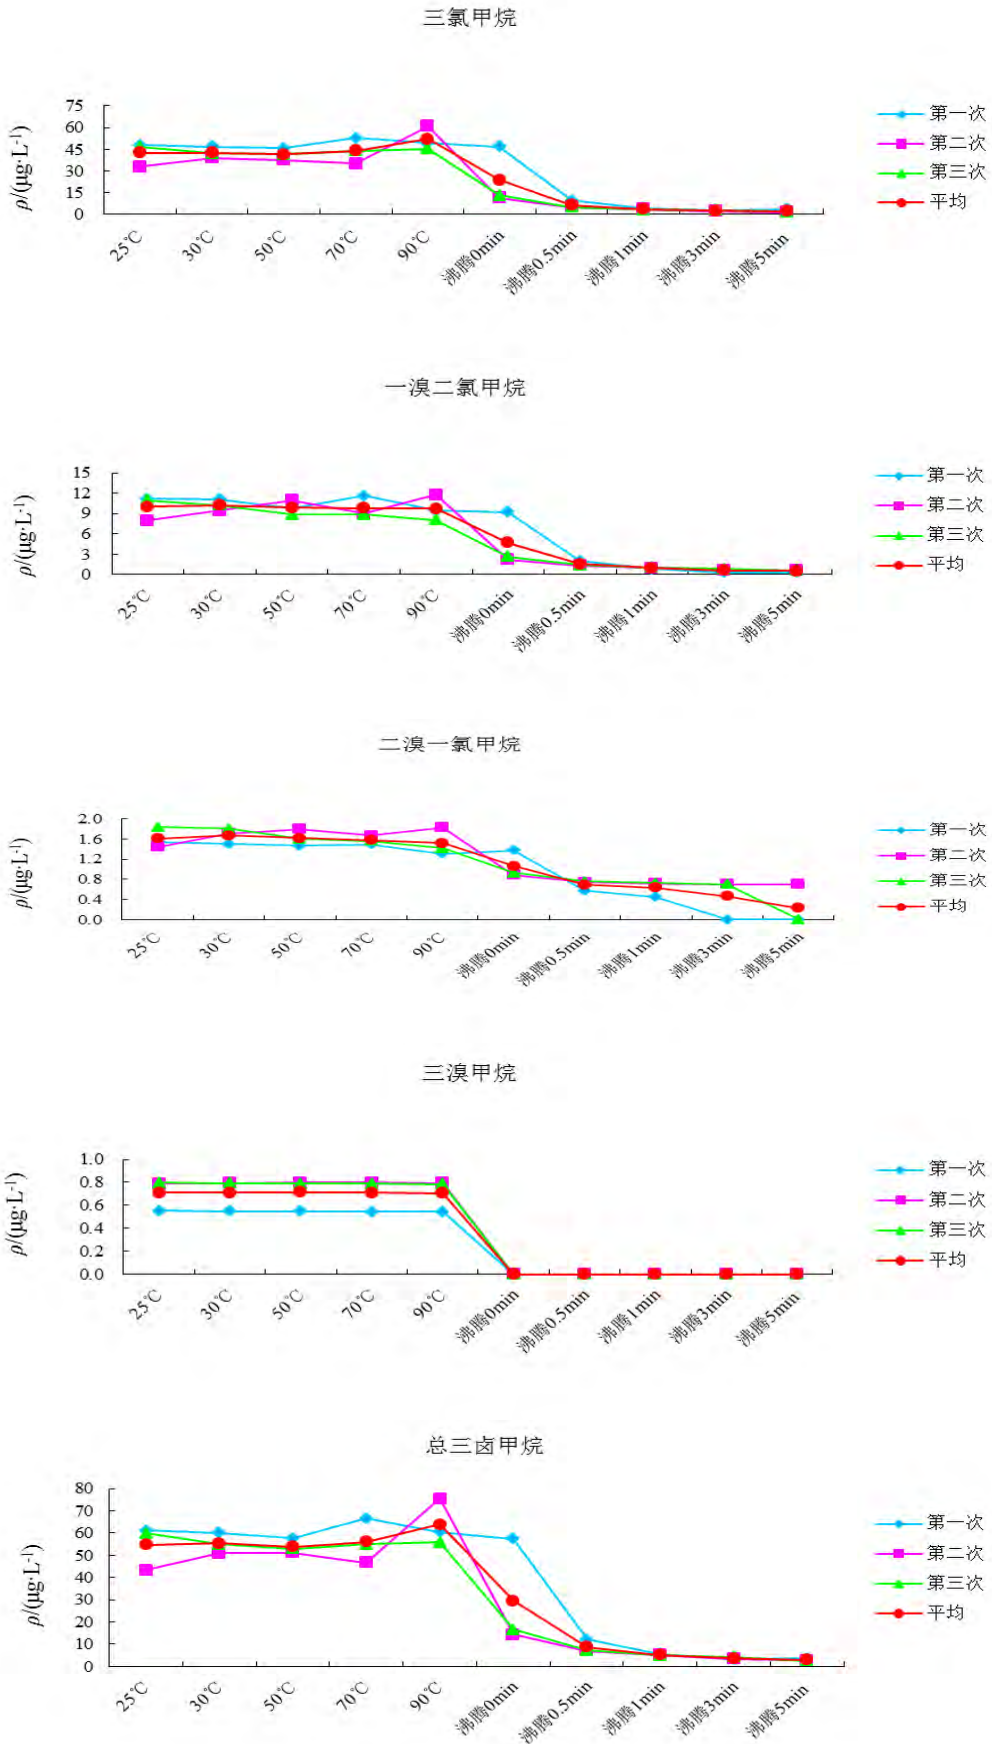 三氯甲烷
ρ/(μg·L-1)
75
60
45
30
15
0
25℃
30℃
50℃
70℃
90℃
沸腾0min
沸腾0.5min
沸腾1min
沸腾3min
沸腾5min
第一次
第二次
第三次
平均
一溴二氯甲烷
ρ/(μg·L-1)
15
12
9
6
3
0
25℃
30℃
50℃
70℃
90℃
沸腾0min
沸腾0.5min
沸腾1min
沸腾3min
沸腾5min
第一次
第二次
第三次
平均
二溴一氯甲烷
ρ/(μg·L-1)
2.0
1.6
1.2
0.8
0.4
0.0
25℃
30℃
50℃
70℃
90℃
沸腾0min
沸腾0.5min
沸腾1min
沸腾3min
沸腾5min
第一次
第二次
第三次
平均
三溴甲烷
ρ/(μg·L-1)
1.0
0.8
0.6
0.4
0.2
0.0
25℃
30℃
50℃
70℃
90℃
沸腾0min
沸腾0.5min
沸腾1min
沸腾3min
沸腾5min
第一次
第二次
第三次
平均
总三卤甲烷
ρ/(μg·L-1)
80
70
60
50
40
30
20
10
0
25℃
30℃
50℃
70℃
90℃
沸腾0min
沸腾0.5min
沸腾1min
沸腾3min
沸腾5min
第一次
第二次
第三次
平均